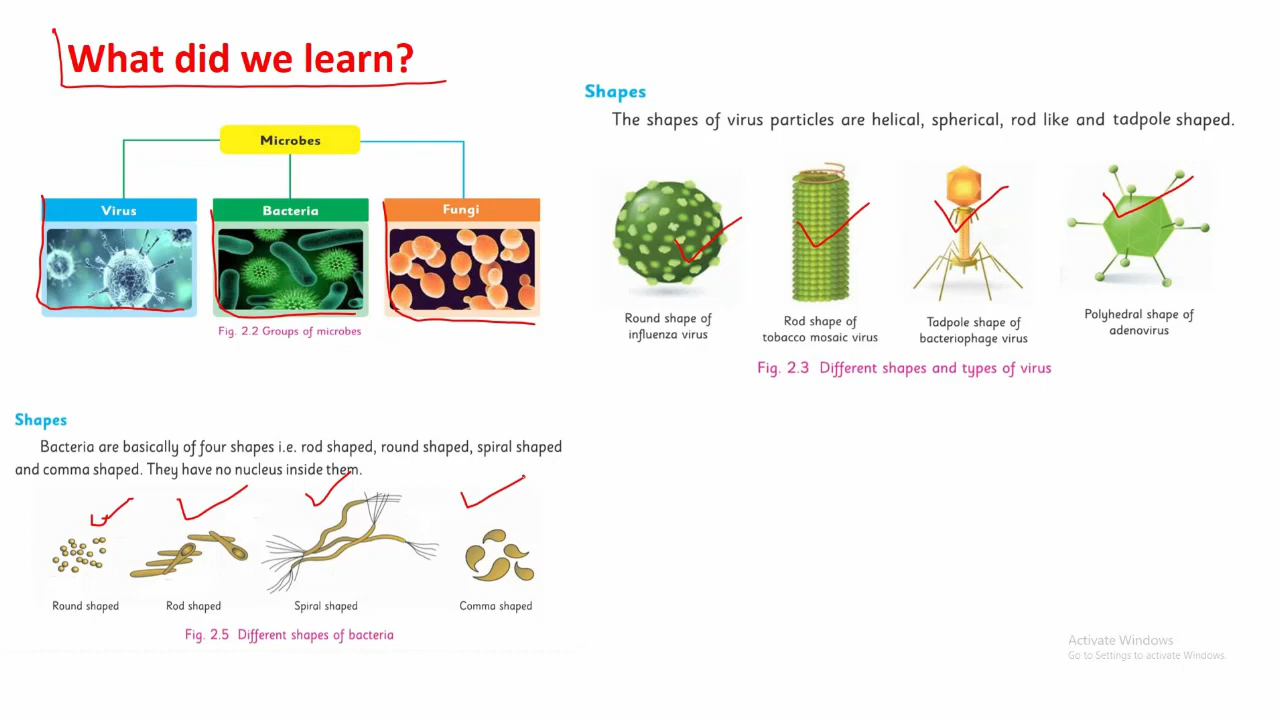 What did we learn?
Microbes
Virus
Bacteria
Fungi
Fig. 2.2 Groups of microbes
Shapes
The shapes of virus particles are helical, spherical, rod like and tadpole shaped.
Round shape of
influenza virus
Rod shape of
tobacco mosaic virus
Tadpole shape of
bacteriophage virus
Polyhedral shape of
adenovirus
Fig. 2.3 Different shapes and types of virus
Shapes
Bacteria are basically of four shapes i.e. rod shaped, round shaped, spiral shaped
and comma shaped. They have no nucleus inside them.
Round shaped
Rod shaped
Spiral shaped
Comma shaped
Fig. 2.5 Different shapes of bacteria
Activate Windows
Go to Settings to activate Windows.